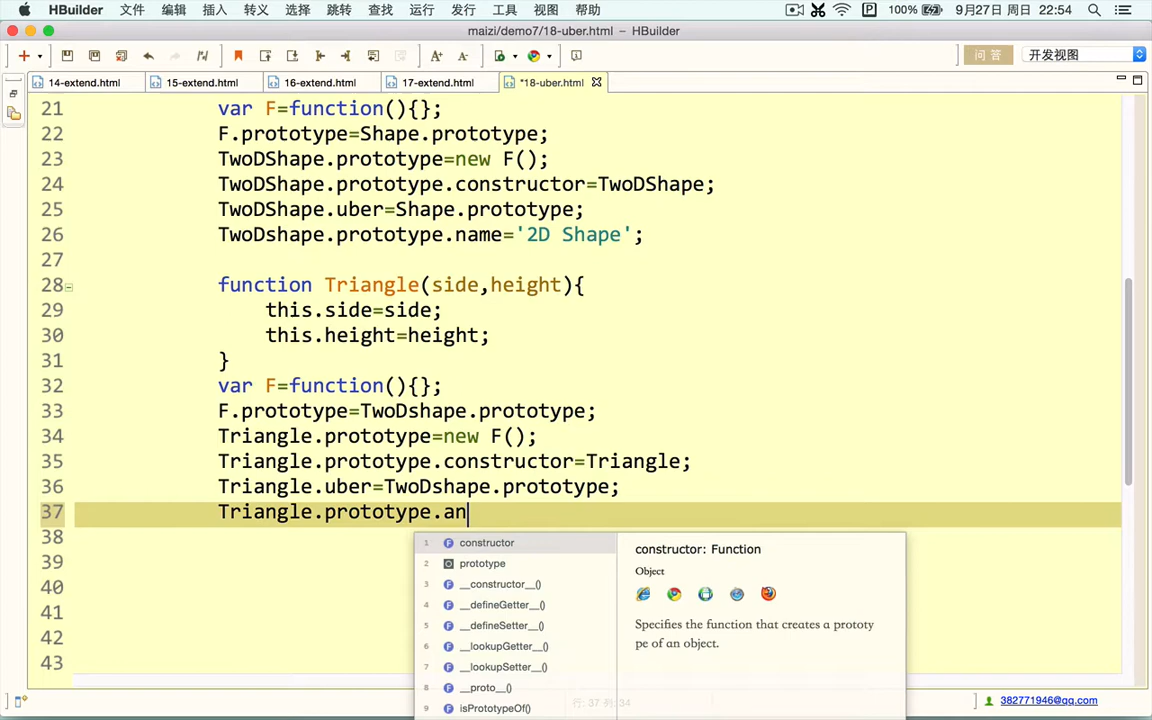 HBuilder 文件 编辑 插入 转义 选择 跳转 查找 运行 发行 工具 视图 帮助 100% 9月27日 周日 22:54
maizi/demo7/18-uber.html — HBuilder
问 答 开发视图
14-extend.html 15-extend.html 16-extend.html 17-extend.html *18-uber.html
21 var F=function(){};
22 F.prototype=Shape.prototype;
23 TwoDShape.prototype=new F();
24 TwoDShape.prototype.constructor=TwoDShape;
25 TwoDShape.uber=Shape.prototype;
26 TwoDshape.prototype.name='2D Shape';
27
28 function Triangle(side,height){
29 this.side=side;
30 this.height=height;
31 }
32 var F=function(){};
33 F.prototype=TwoDshape.prototype;
34 Triangle.prototype=new F();
35 Triangle.prototype.constructor=Triangle;
36 Triangle.uber=TwoDshape.prototype;
37 Triangle.prototype.an
38
39
40
41
42
43
1 F constructor
2 prototype
3 F __constructor__()
4 F __defineGetter__()
5 F __defineSetter__()
6 F __lookupGetter__()
7 F __lookupSetter__()
8 F __proto__()
9 F isPrototypeOf()
constructor: Function
Object
Specifies the function that creates a prototy
pe of an object.
行: 37 列: 34
382771946@qq.com